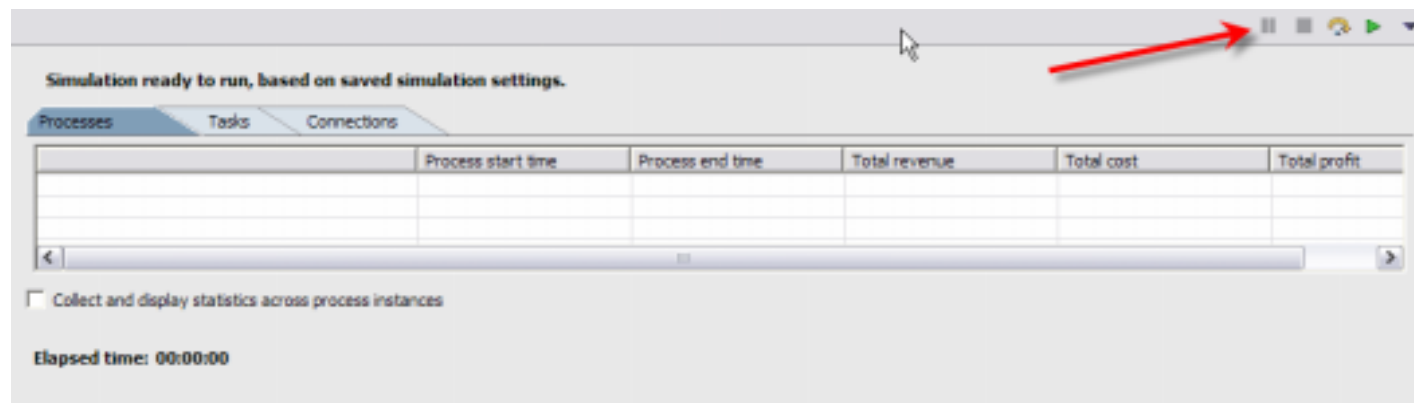 Simulation ready to run, based on saved simulation settings.
Processes Tasks Connections
Process start time Process end time Total revenue Total cost Total profit
Collect and display statistics across process instances
Elapsed time: 00:00:00